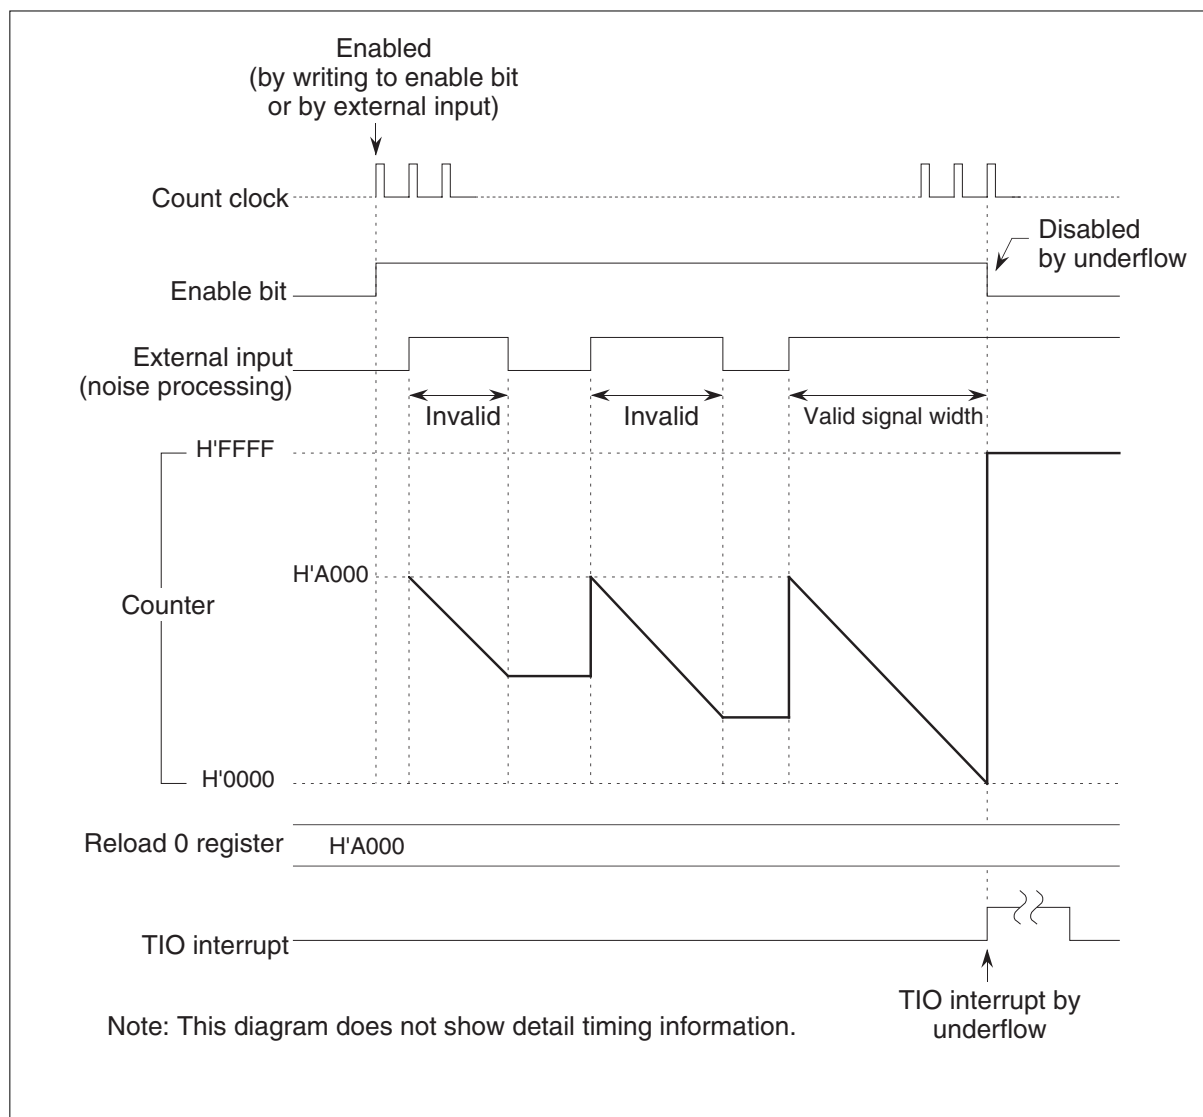 Enabled
(by writing to enable bit
or by external input)
Count clock
Disabled
by underflow
Enable bit
External input
(noise processing)
Invalid
Invalid
Valid signal width
H'FFFF
H'A000
Counter
H'0000
Reload 0 register
H'A000
TIO interrupt
TIO interrupt by
underflow
Note: This diagram does not show detail timing information.